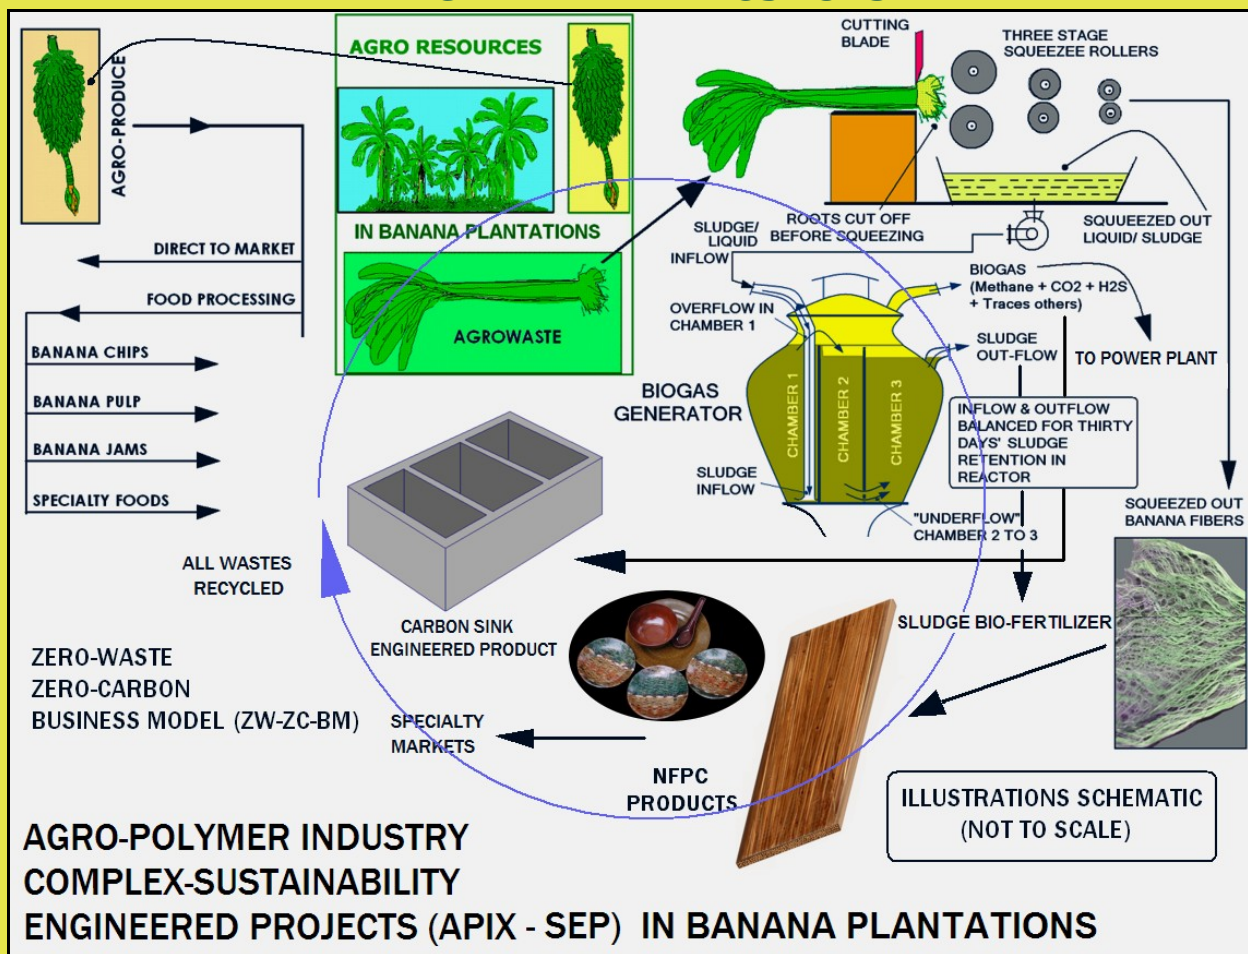 AGRO-PRODUCE
DIRECT TO MARKET
FOOD PROCESSING
BANANA CHIPS
BANANA PULP
BANANA JAMS
SPECIALTY FOODS
AGRO RESOURCES
IN BANANA PLANTATIONS
AGROWASTE
CUTTING
BLADE
THREE STAGE
SQUEEZEE ROLLERS
ROOTS CUT OFF
BEFORE SQUEEZING
SQUUEEZED OUT
LIQUID/ SLUDGE
SLUDGE/
LIQUID
INFLOW
OVERFLOW IN
CHAMBER 1
BIOGAS
(Methane + CO2 + H2S
+ Traces others)
TO POWER PLANT
SLUDGE
OUT-FLOW
BIOGAS
GENERATOR
CHAMBER 1
CHAMBER 2
CHAMBER 3
INFLOW & OUTFLOW
BALANCED FOR THIRTY
DAYS' SLUDGE
RETENTION IN
REACTOR
SLUDGE
INFLOW
"UNDERFLOW"
CHAMBER 2 TO 3
SQUEEZED OUT
BANANA FIBERS
ALL WASTES
RECYCLED
CARBON SINK
ENGINEERED PRODUCT
SLUDGE BIO-FERTILIZER
ZERO-WASTE
ZERO-CARBON
BUSINESS MODEL (ZW-ZC-BM)
SPECIALTY
MARKETS
NFPC
PRODUCTS
ILLUSTRATIONS SCHEMATIC
(NOT TO SCALE)
AGRO-POLYMER INDUSTRY
COMPLEX-SUSTAINABILITY
ENGINEERED PROJECTS (APIX - SEP) IN BANANA PLANTATIONS